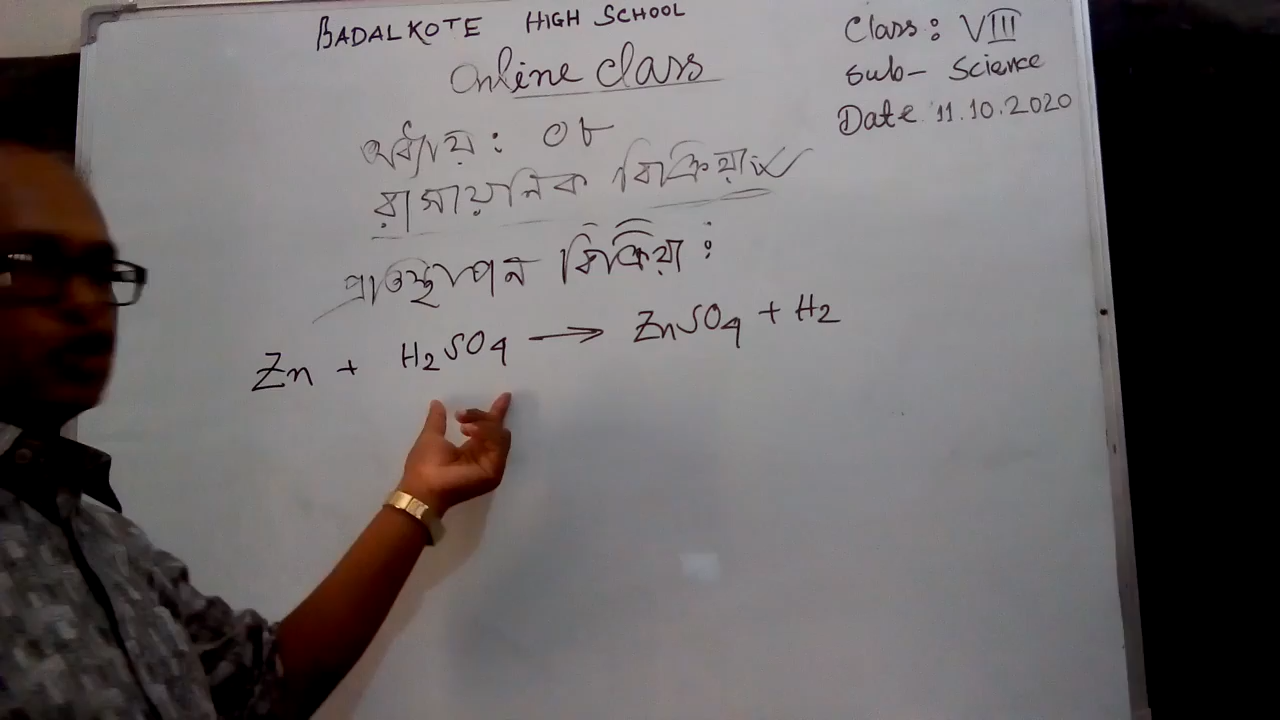 BADALKOTE HIGH SCHOOL
Online class
Class: VIII
Sub- Science
Date 11.10.2020
অধ্যায়: ০৮
রাসায়নিক বিক্রিয়া
প্রতিস্থাপন বিক্রিয়া:
Zn + H2SO4 → ZnSO4 + H2